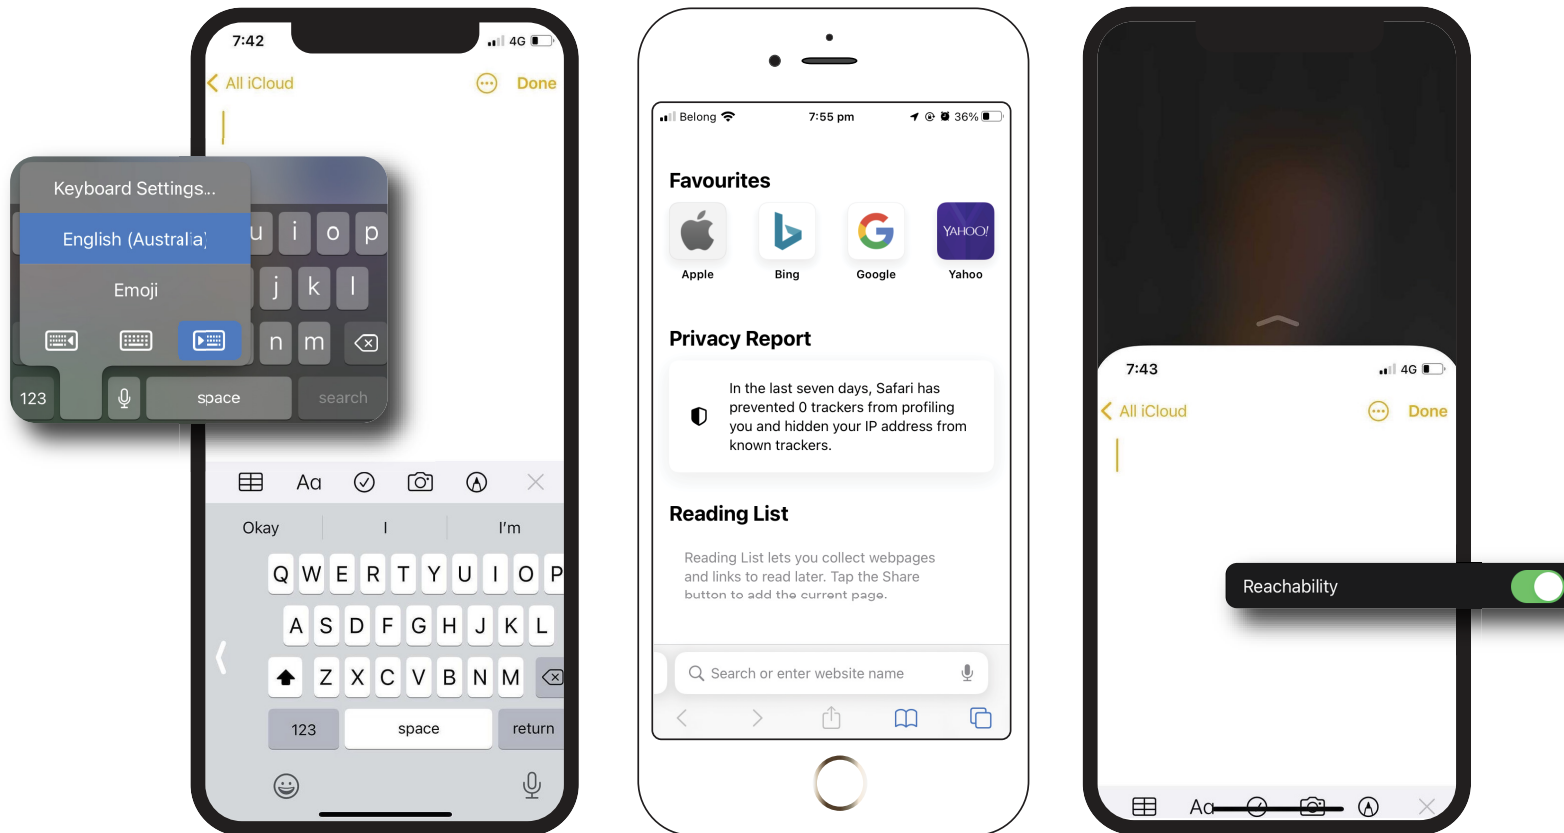 7:42
4G
All iCloud
Done
Keyboard Settings...
English (Australia)
Emoji
u i o p
j k l
n m
123
space
search
Aa
Okay
I
I'm
Q W E R T Y U I O P
A S D F G H J K L
Z X C V B N M
123
space
return
Belong
7:55 pm
36%
Favourites
YAHOO!
Apple
Bing
Google
Yahoo
Privacy Report
In the last seven days, Safari has
prevented 0 trackers from profiling
you and hidden your IP address from
known trackers.
Reading List
Reading List lets you collect webpages
and links to read later. Tap the Share
button to add the current page.
Search or enter website name
7:43
4G
All iCloud
Done
Reachability
Aa